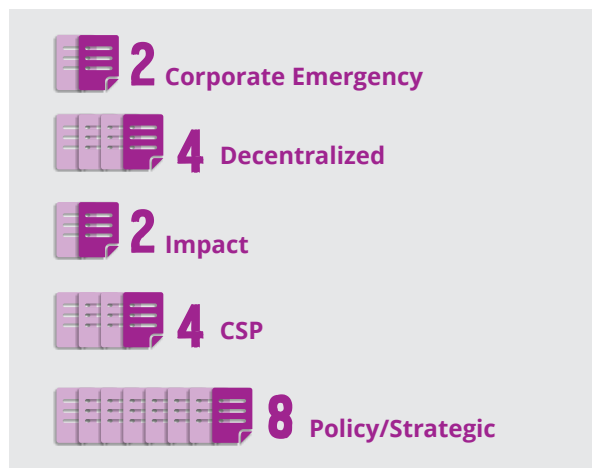 2 Corporate Emergency
4 Decentralized
2 Impact
4 CSP
8 Policy/Strategic